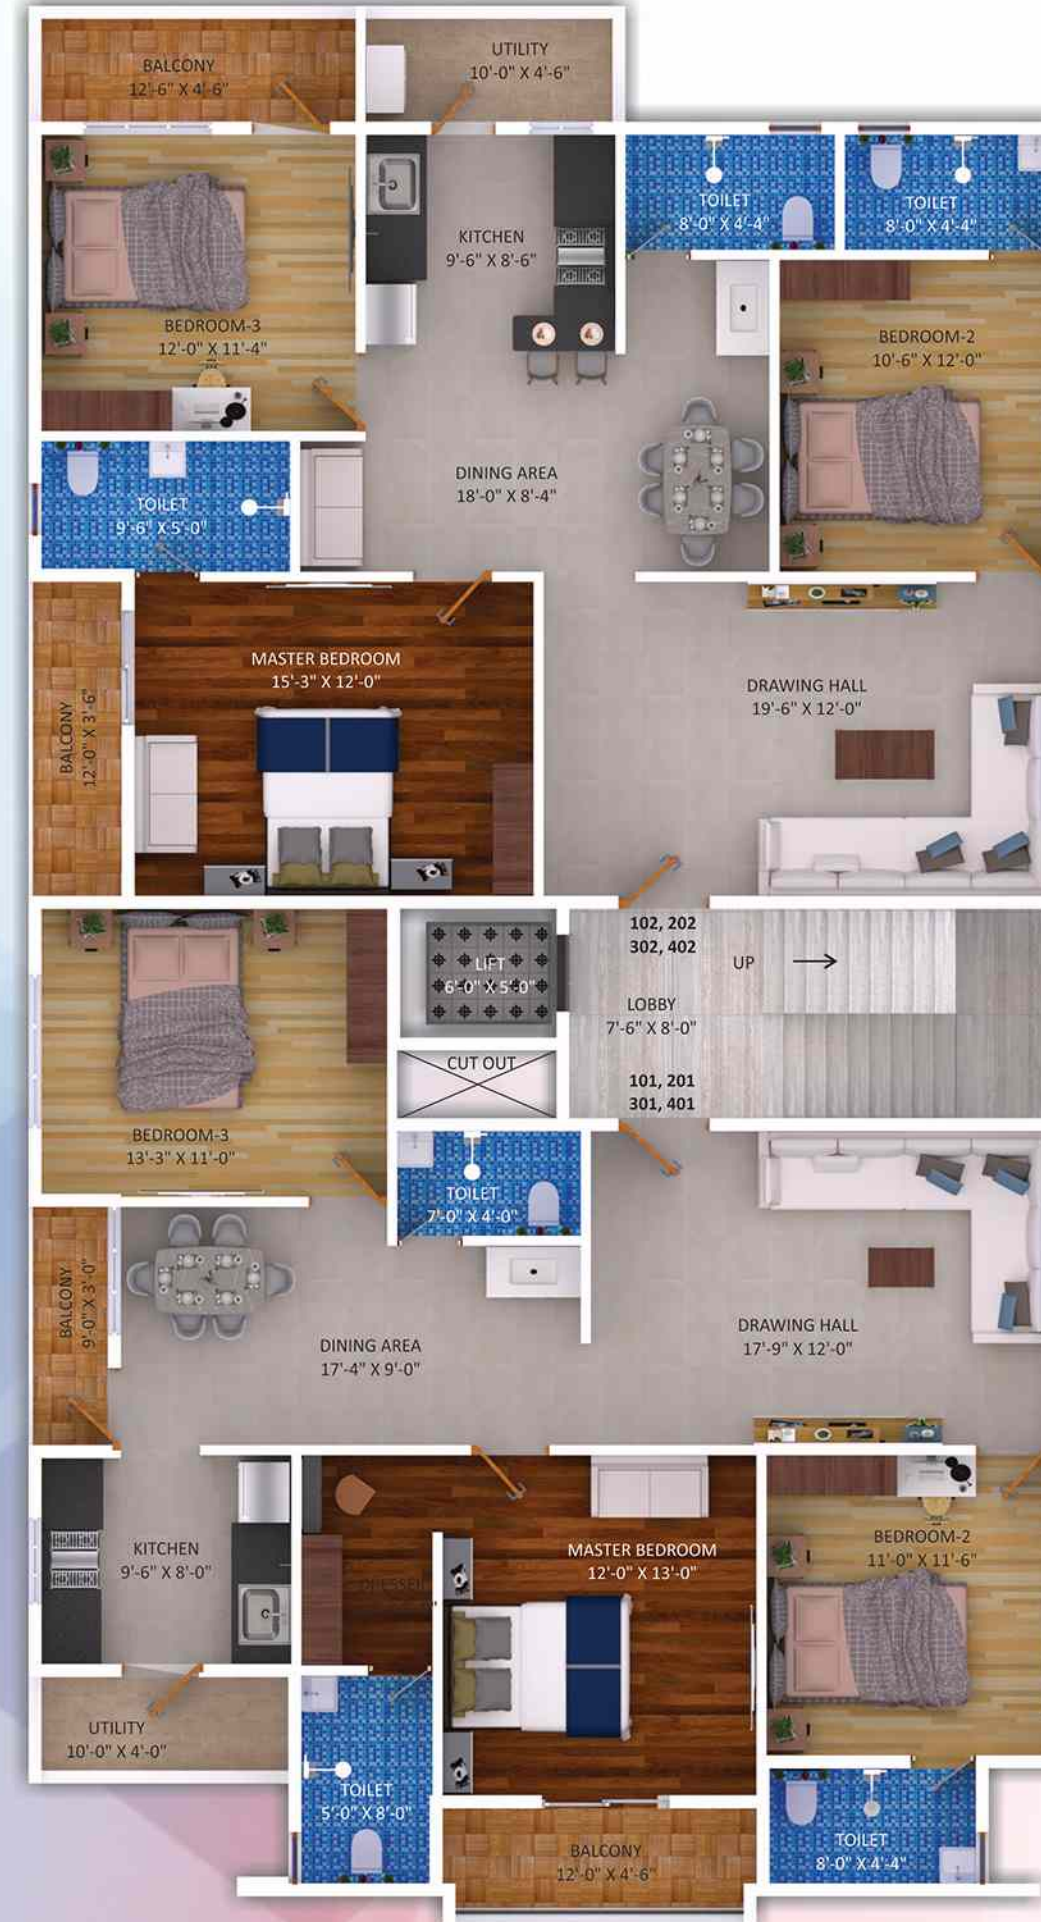 BALCONY
12'-6" X 4'-6"
UTILITY
10'-0" X 4'-6"
TOILET
8'-0" X 4'-4"
TOILET
8'-0" X 4'-4"
KITCHEN
9'-6" X 8'-6"
BEDROOM-3
12'-0" X 11'-4"
BEDROOM-2
10'-6" X 12'-0"
DINING AREA
18'-0" X 8'-4"
TOILET
9'-6" X 5'-0"
MASTER BEDROOM
15'-3" X 12'-0"
BALCONY
12'-0" X 3'-6"
DRAWING HALL
19'-6" X 12'-0"
102, 202
302, 402
LIFT
6'-0" X 5'-0"
UP
LOBBY
7'-6" X 8'-0"
CUT OUT
101, 201
301, 401
BEDROOM-3
13'-3" X 11'-0"
TOILET
7'-0" X 4'-0"
BALCONY
9'-0" X 3'-0"
DINING AREA
17'-4" X 9'-0"
DRAWING HALL
17'-9" X 12'-0"
KITCHEN
9'-6" X 8'-0"
DRESSER
MASTER BEDROOM
12'-0" X 13'-0"
BEDROOM-2
11'-0" X 11'-6"
UTILITY
10'-0" X 4'-0"
TOILET
5'-0" X 8'-0"
BALCONY
12'-0" X 4'-6"
TOILET
8'-0" X 4'-4"